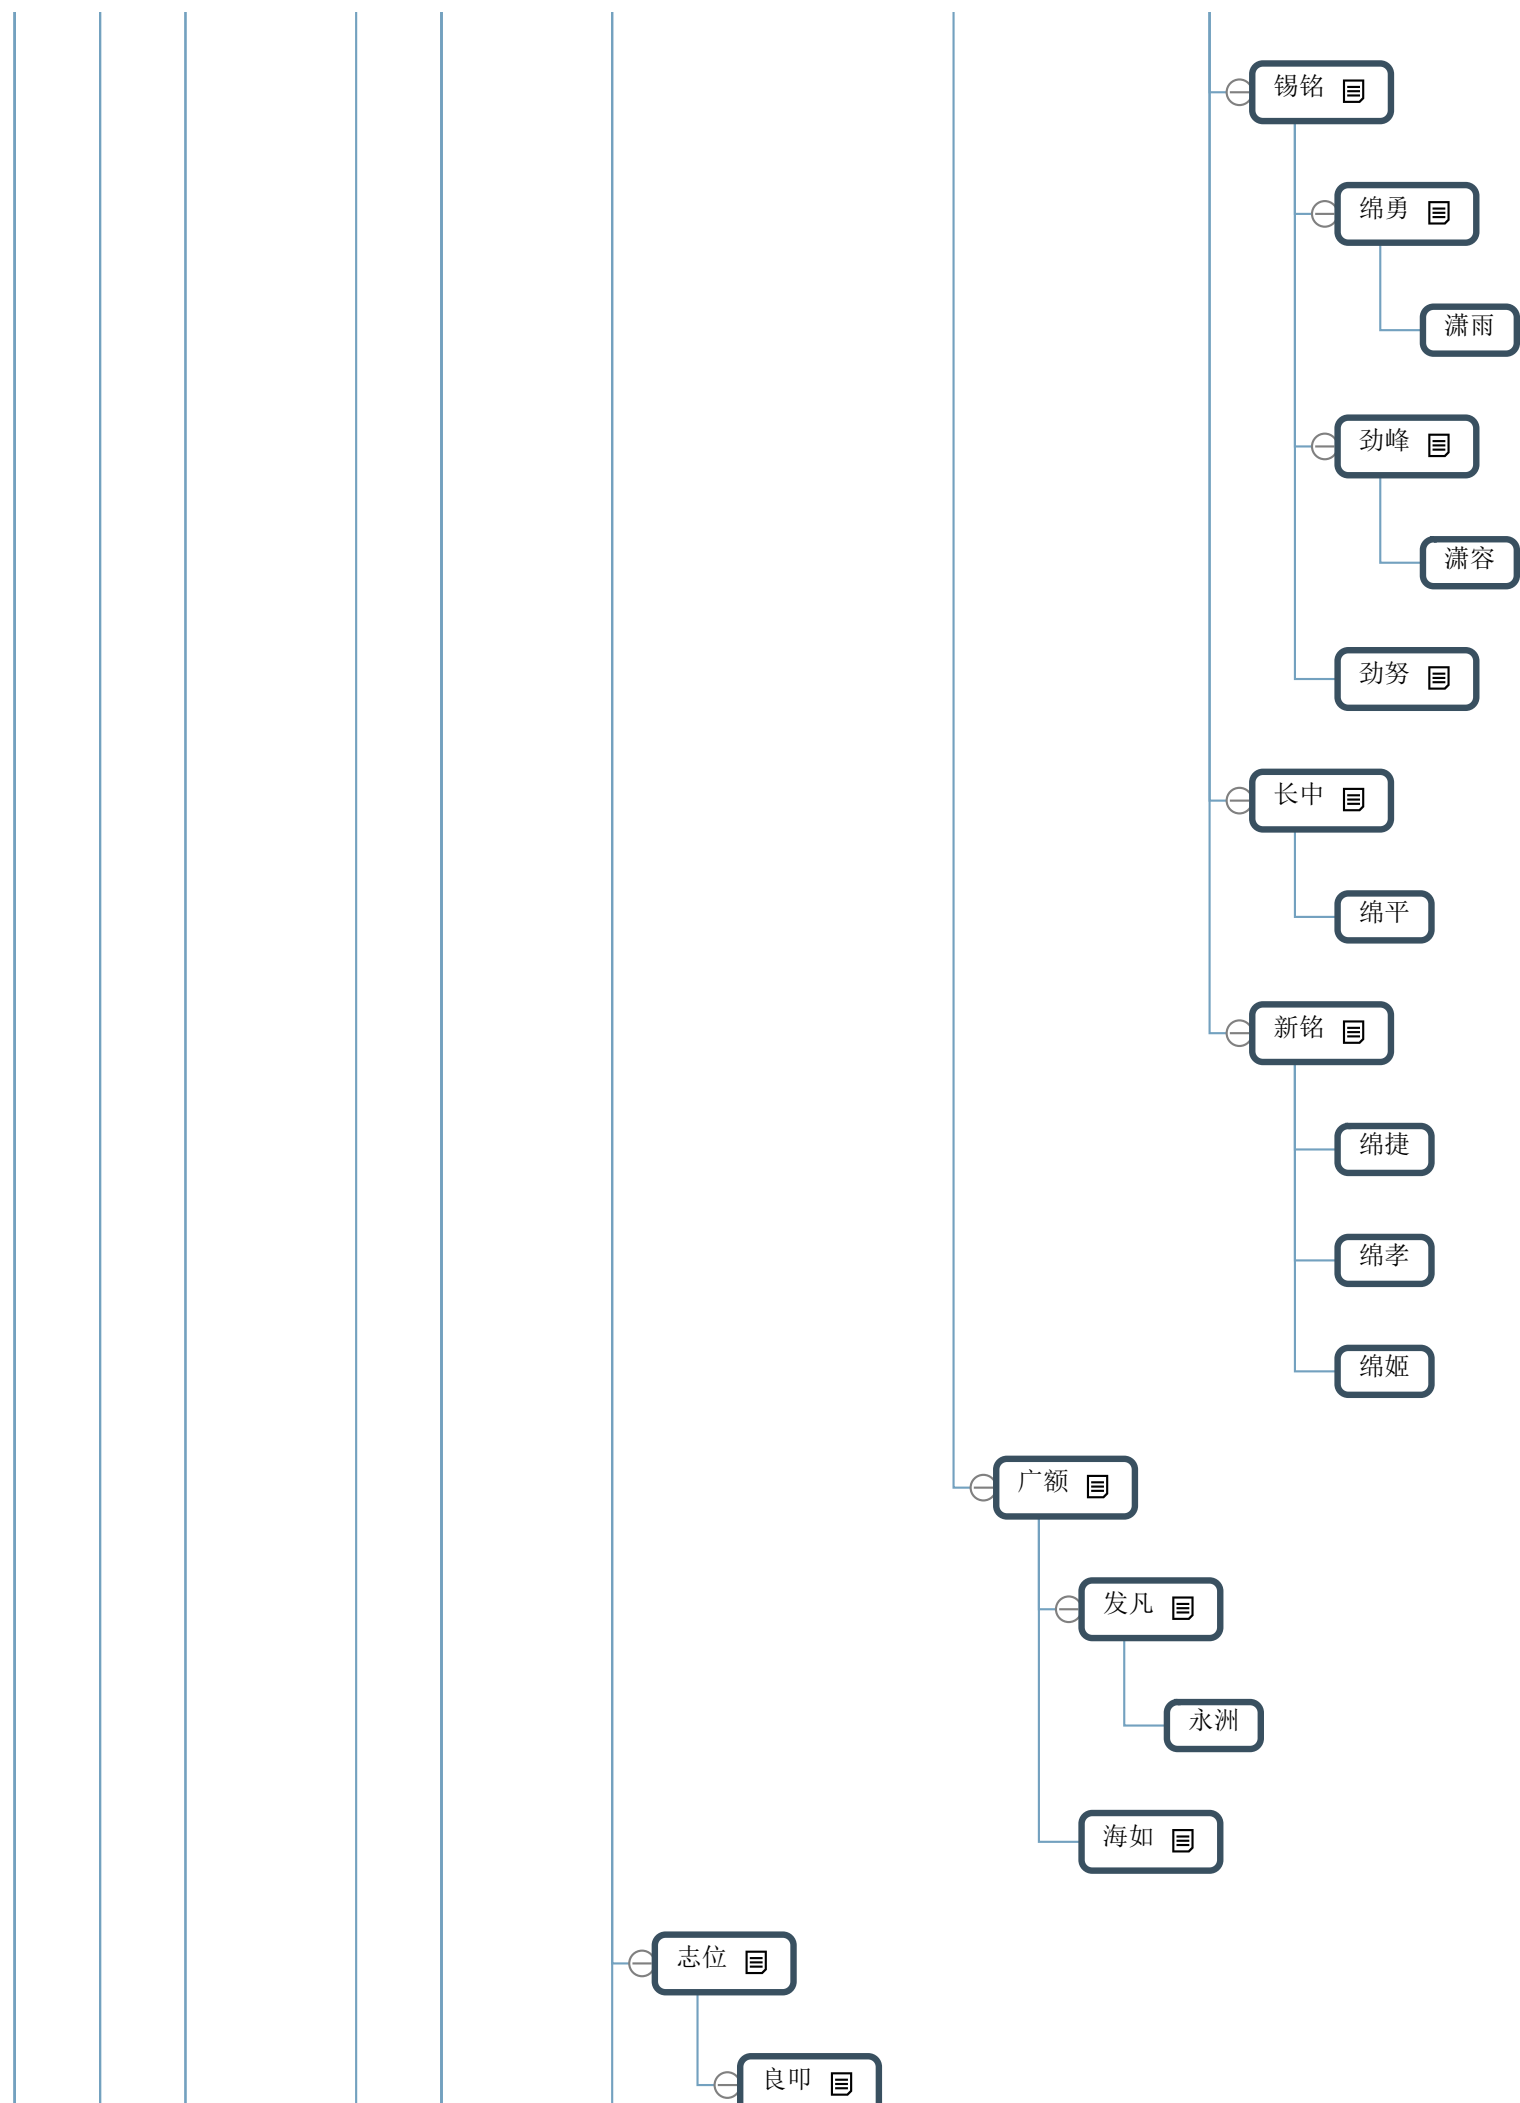 锡铭
绵勇
潇雨
劲峰
潇容
劲努
长中
绵平
新铭
绵捷
绵孝
绵姬
广额
发凡
永洲
海如
志位
良叩